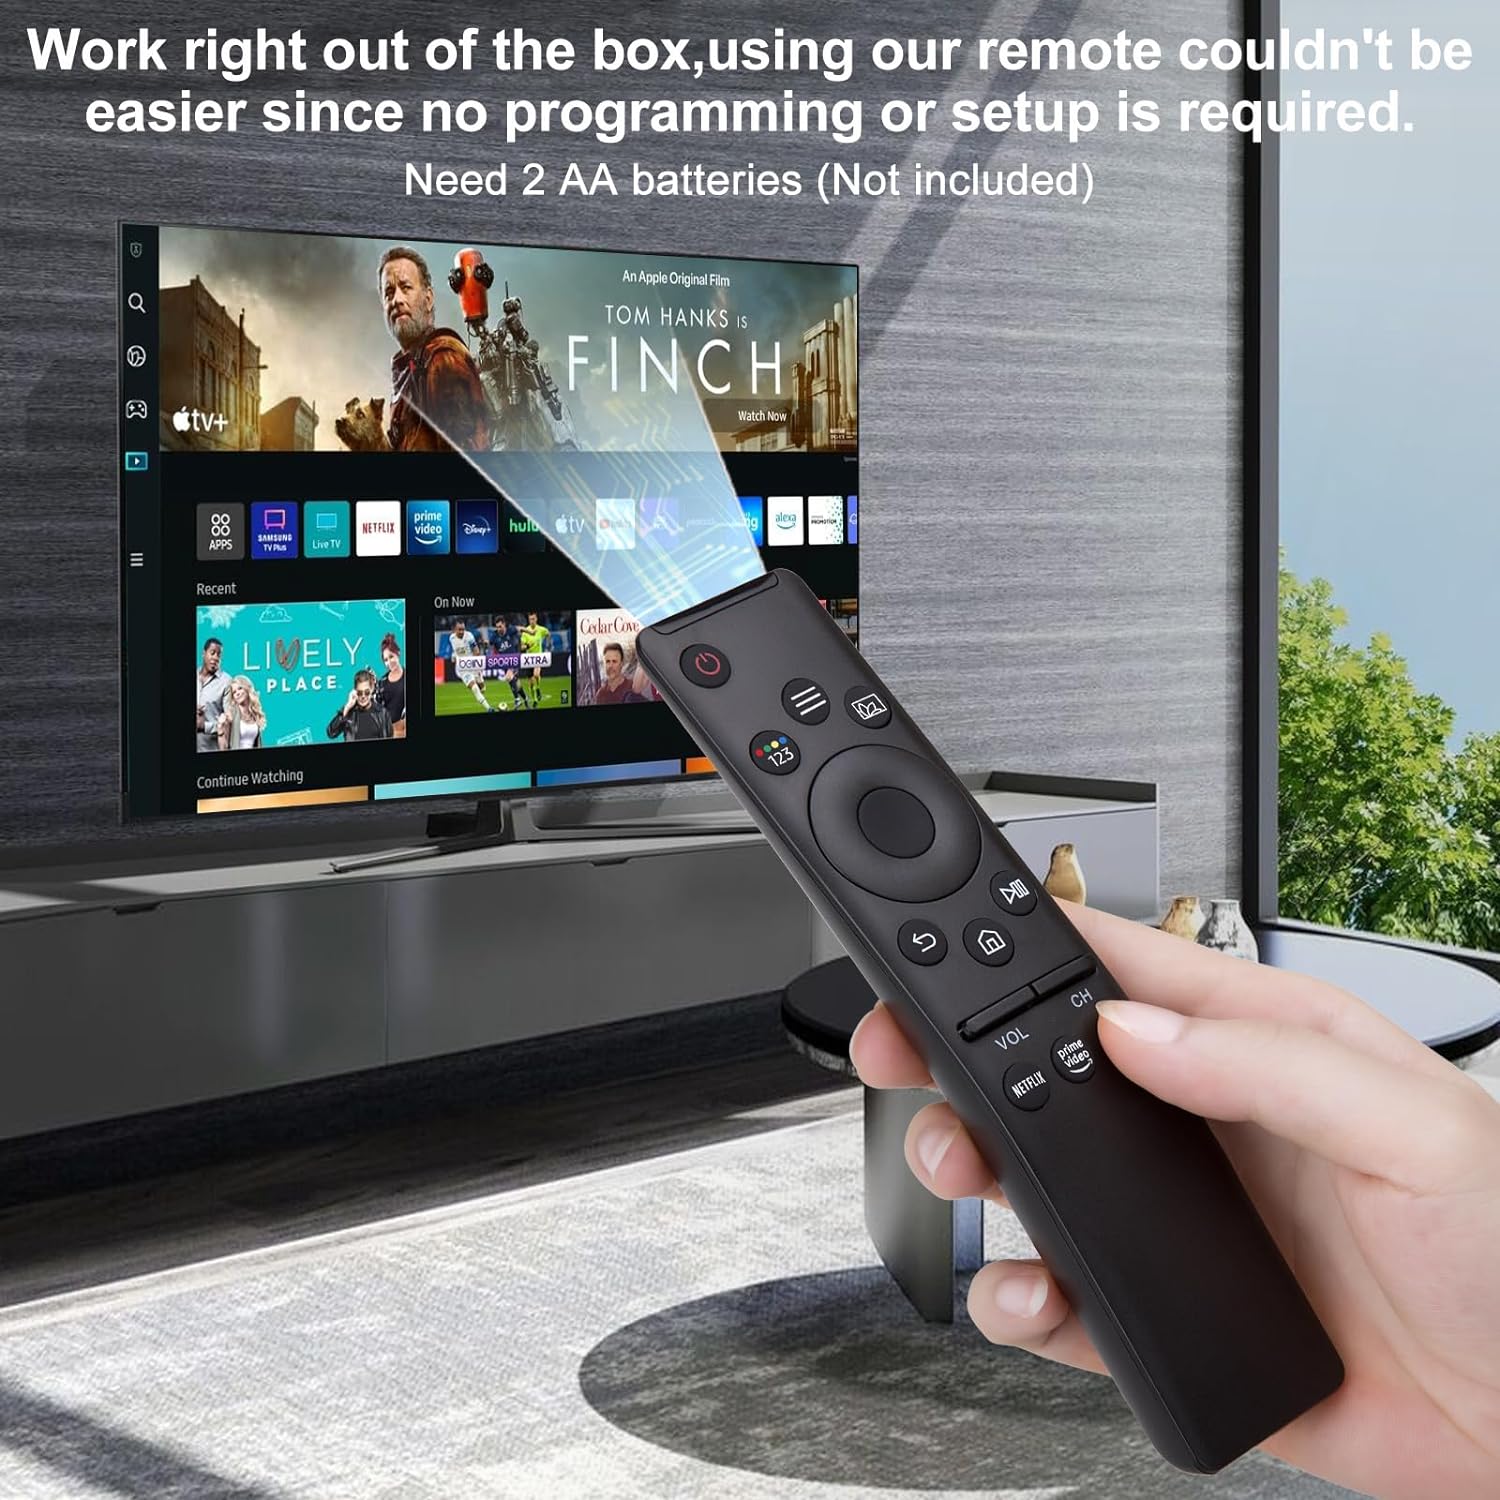 Work right out of the box,using our remote couldn't be
easier since no programming or setup is required.
Need 2 AA batteries (Not included)
An Apple Original Film
TOM HANKS IS
FINCH
Watch Now
tv+
APPS
SAMSUNG
TV Plus
Live TV
NETFLIX
prime
video
Disney+
hulu
tv
alexa
Recent
On Now
LIVELY
PLACE
beIN SPORTS XTRA
Cedar Cove
Continue Watching
123
CH
VOL
prime
video
NETFLIX